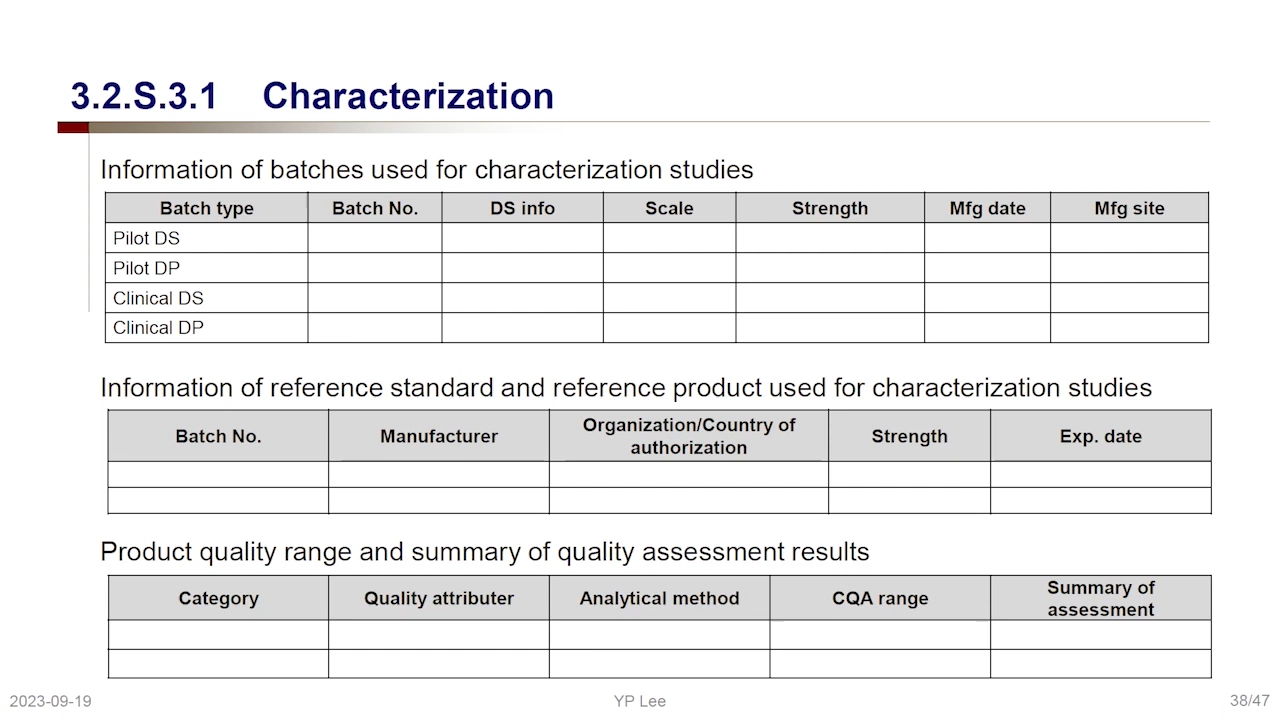 3.2.S.3.1 Characterization
Information of batches used for characterization studies
Batch type Batch No. DS info Scale Strength Mfg date Mfg site
Pilot DS
Pilot DP
Clinical DS
Clinical DP
Information of reference standard and reference product used for characterization studies
Batch No. Manufacturer Organization/Country of authorization Strength Exp. date
Product quality range and summary of quality assessment results
Category Quality attributer Analytical method CQA range Summary of assessment
2023-09-19 YP Lee 38/47